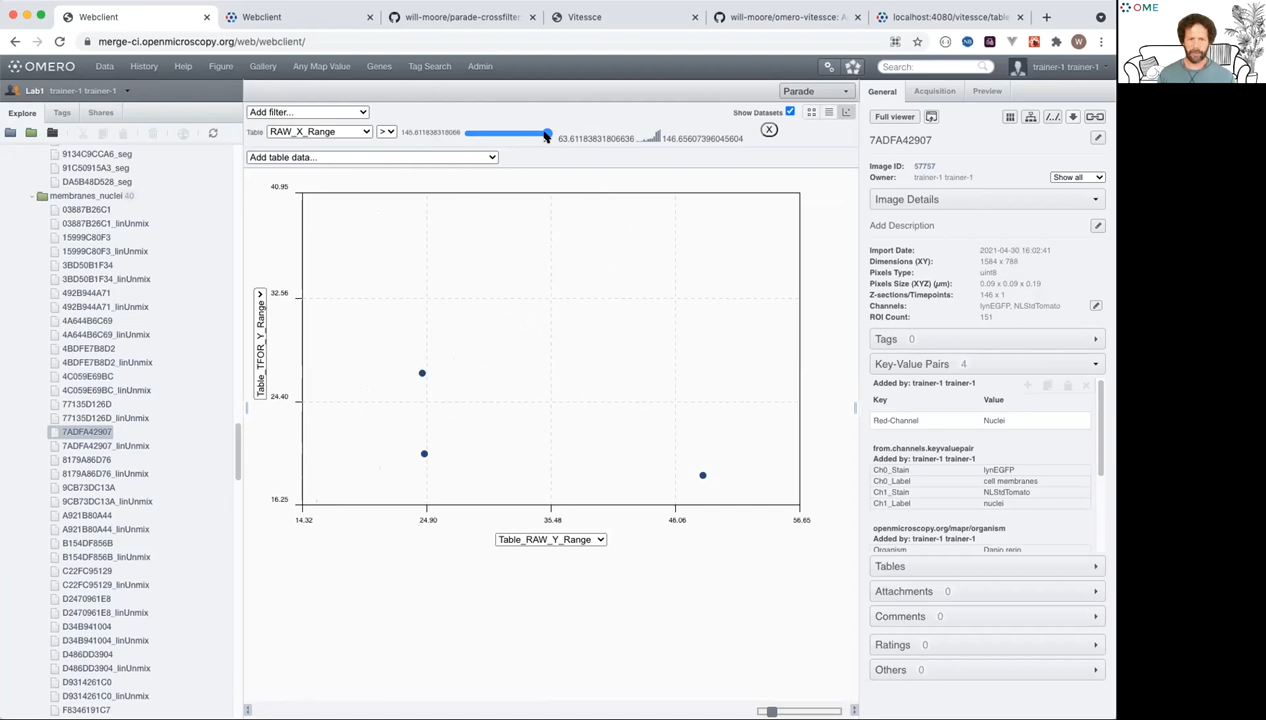 Webclient
Webclient
will-moore/parade-crossfilter
Vitessce
will-moore/omero-vitessce: A
localhost:4080/vitessce/table
merge-ci.openmicroscopy.org/web/webclient/
W
OME
OMERO
Data
History
Help
Figure
Gallery
Any Map Value
Genes
Tag Search
Admin
Search:
trainer-1 trainer-1
Lab1 trainer-1 trainer-1
Explore
Tags
Shares
9134C9CCA6_seg
91C50915A3_seg
DA5B48D528_seg
membranes_nuclei 40
03887B26C1
03887B26C1_linUnmix
15999C80F3
15999C80F3_linUnmix
3BD50B1F34
3BD50B1F34_linUnmix
492B944A71
492B944A71_linUnmix
4A644B6C69
4A644B6C69_linUnmix
4BDFE7B8D2
4BDFE7B8D2_linUnmix
4C059E69BC
4C059E69BC_linUnmix
77135D126D
77135D126D_linUnmix
7ADFA42907
7ADFA42907_linUnmix
8179A86D76
8179A86D76_linUnmix
9CB73DC13A
9CB73DC13A_linUnmix
A921B80A44
A921B80A44_linUnmix
B154DF856B
B154DF856B_linUnmix
C22FC95129
C22FC95129_linUnmix
D2470961E8
D2470961E8_linUnmix
D34B941040
D34B941040_linUnmix
D486DD3904
D486DD3904_linUnmix
D9314261C0
D9314261C0_linUnmix
F8346191C7
Parade
Add filter...
Show Datasets
Table
RAW_X_Range
>
145.611838318066
63.61183831806636
146.65607396045604
X
Add table data...
40.95
32.56
24.40
16.25
Table_TFOR_Y_Range
14.32
24.90
35.48
46.06
56.65
Table_RAW_Y_Range
General
Acquisition
Preview
Full viewer
7ADFA42907
Image ID: 57757
Owner: trainer-1 trainer-1
Show all
Image Details
Add Description
Import Date: 2021-04-30 16:02:41
Dimensions (XY): 1584 x 788
Pixels Type: uint8
Pixels Size (XYZ) (µm): 0.09 x 0.09 x 0.19
Z-sections/Timepoints: 146 x 1
Channels: lynEGFP, NLStdTomato
ROI Count: 151
Tags 0
Key-Value Pairs 4
Added by: trainer-1 trainer-1
Key Value
Red-Channel Nuclei
from.channels.keyvaluepair
Added by: trainer-1 trainer-1
Ch0_Stain lynEGFP
Ch0_Label cell membranes
Ch1_Stain NLStdTomato
Ch1_Label nuclei
openmicroscopy.org/mapr/organism
Added by: trainer-1 trainer-1
Organism Danio rerio
Tables
Attachments 0
Comments 0
Ratings 0
Others 0